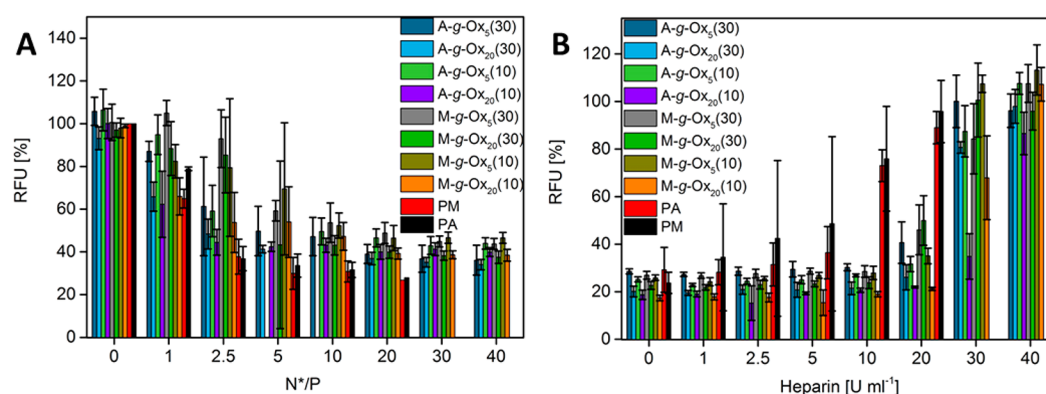 A
RFU [%]
140
120
100
80
60
40
20
0
0 1 2.5 5 10 20 30 40
N*/P
A-g-Ox₅(30)
A-g-Ox₂₀(30)
A-g-Ox₅(10)
A-g-Ox₂₀(10)
M-g-Ox₅(30)
M-g-Ox₂₀(30)
M-g-Ox₅(10)
M-g-Ox₂₀(10)
PM
PA
B
RFU [%]
120
100
80
60
40
20
0
0 1 2.5 5 10 20 30 40
Heparin [U ml⁻¹]
A-g-Ox₅(30)
A-g-Ox₂₀(30)
A-g-Ox₅(10)
A-g-Ox₂₀(10)
M-g-Ox₅(30)
M-g-Ox₂₀(30)
M-g-Ox₅(10)
M-g-Ox₂₀(10)
PA
PM